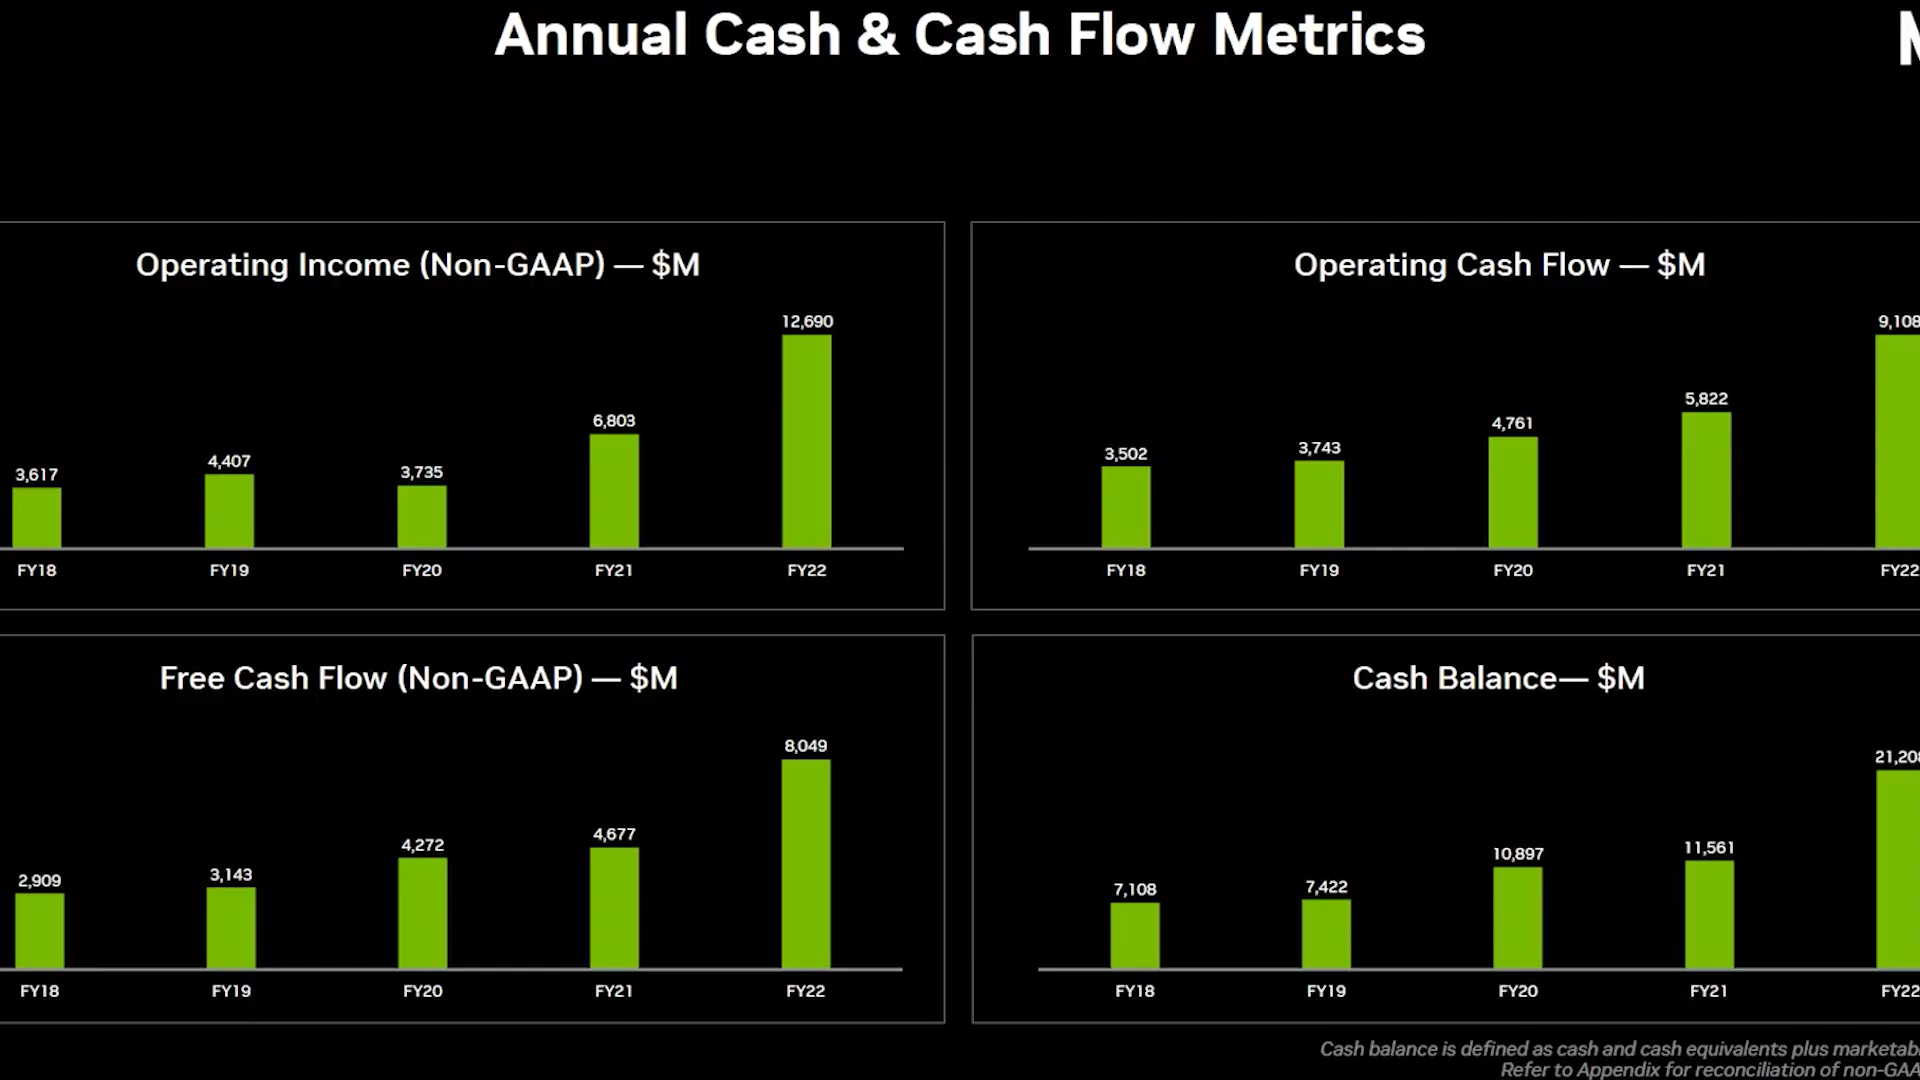 Annual Cash & Cash Flow Metrics
Operating Income (Non-GAAP) — $M
12,690
6,803
4,407
3,735
3,617
FY18 FY19 FY20 FY21 FY22
Operating Cash Flow — $M
9,108
5,822
4,761
3,743
3,502
FY18 FY19 FY20 FY21 FY22
Free Cash Flow (Non-GAAP) — $M
8,049
4,677
4,272
3,143
2,909
FY18 FY19 FY20 FY21 FY22
Cash Balance— $M
11,561
10,897
7,422
7,108
FY18 FY19 FY20 FY21 FY22
Cash balance is defined as cash and cash equivalents plus
Refer to Appendix for reconciliation of